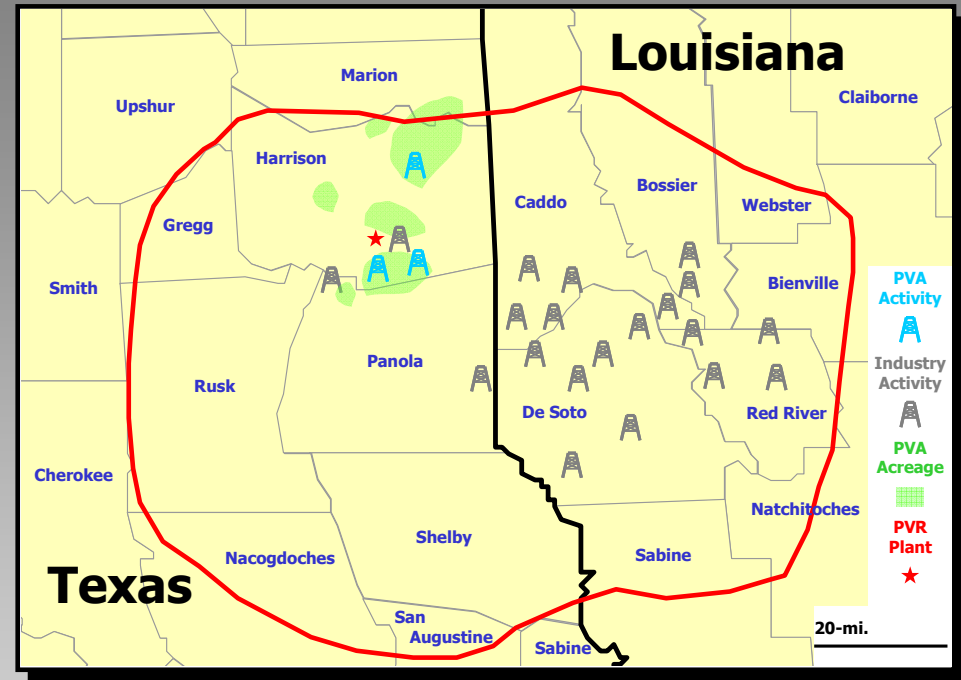 Louisiana
Marion
Claiborne
Upshur
Harrison
Bossier
Caddo
Webster
Gregg
Smith
Bienville
Panola
Rusk
De Soto
Red River
Cherokee
Natchitoches
Shelby
Nacogdoches
Sabine
Texas
San
Augustine
Sabine
PVA
Activity
Industry
Activity
PVA
Acreage
PVR
Plant
20-mi.